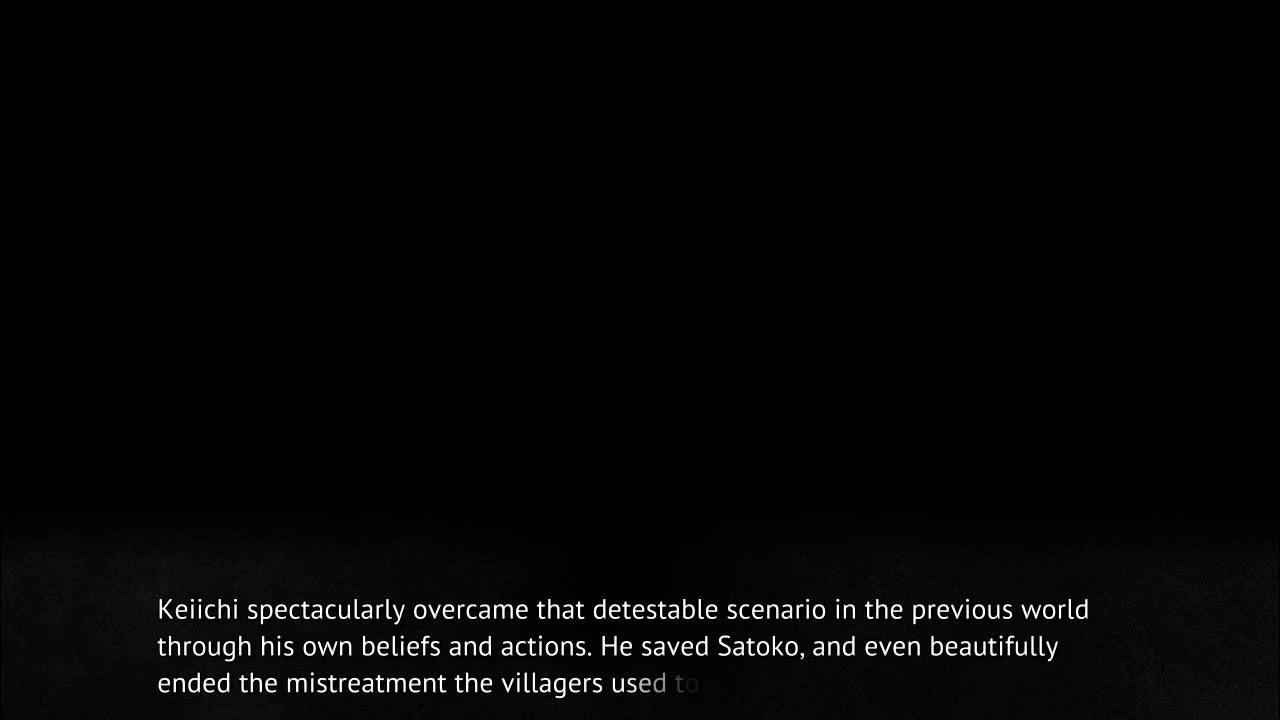 Keiichi spectacularly overcame that detestable scenario in the previous world
through his own beliefs and actions. He saved Satoko, and even beautifully
ended the mistreatment the villagers used to